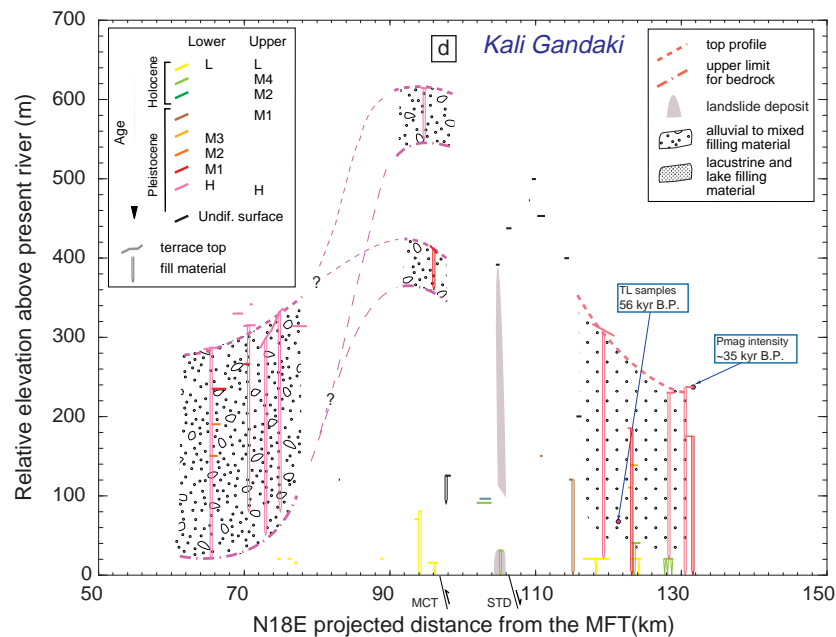 700
600
500
400
300
200
100
0
Relative elevation above present river (m)
50
70
90
110
130
150
N18E projected distance from the MFT(km)
d
Kali Gandaki
Lower Upper
Age
Holocene
Pleistocene
L L
M4
M2
M1
M3
M2
M1
H H
Undif. surface
terrace top
fill material
top profile
upper limit
for bedrock
landslide deposit
alluvial to mixed
filling material
lacustrine and
lake filling
material
?
?
TL samples
56 kyr B.P.
Pmag intensity
~35 kyr B.P.
MCT
STD